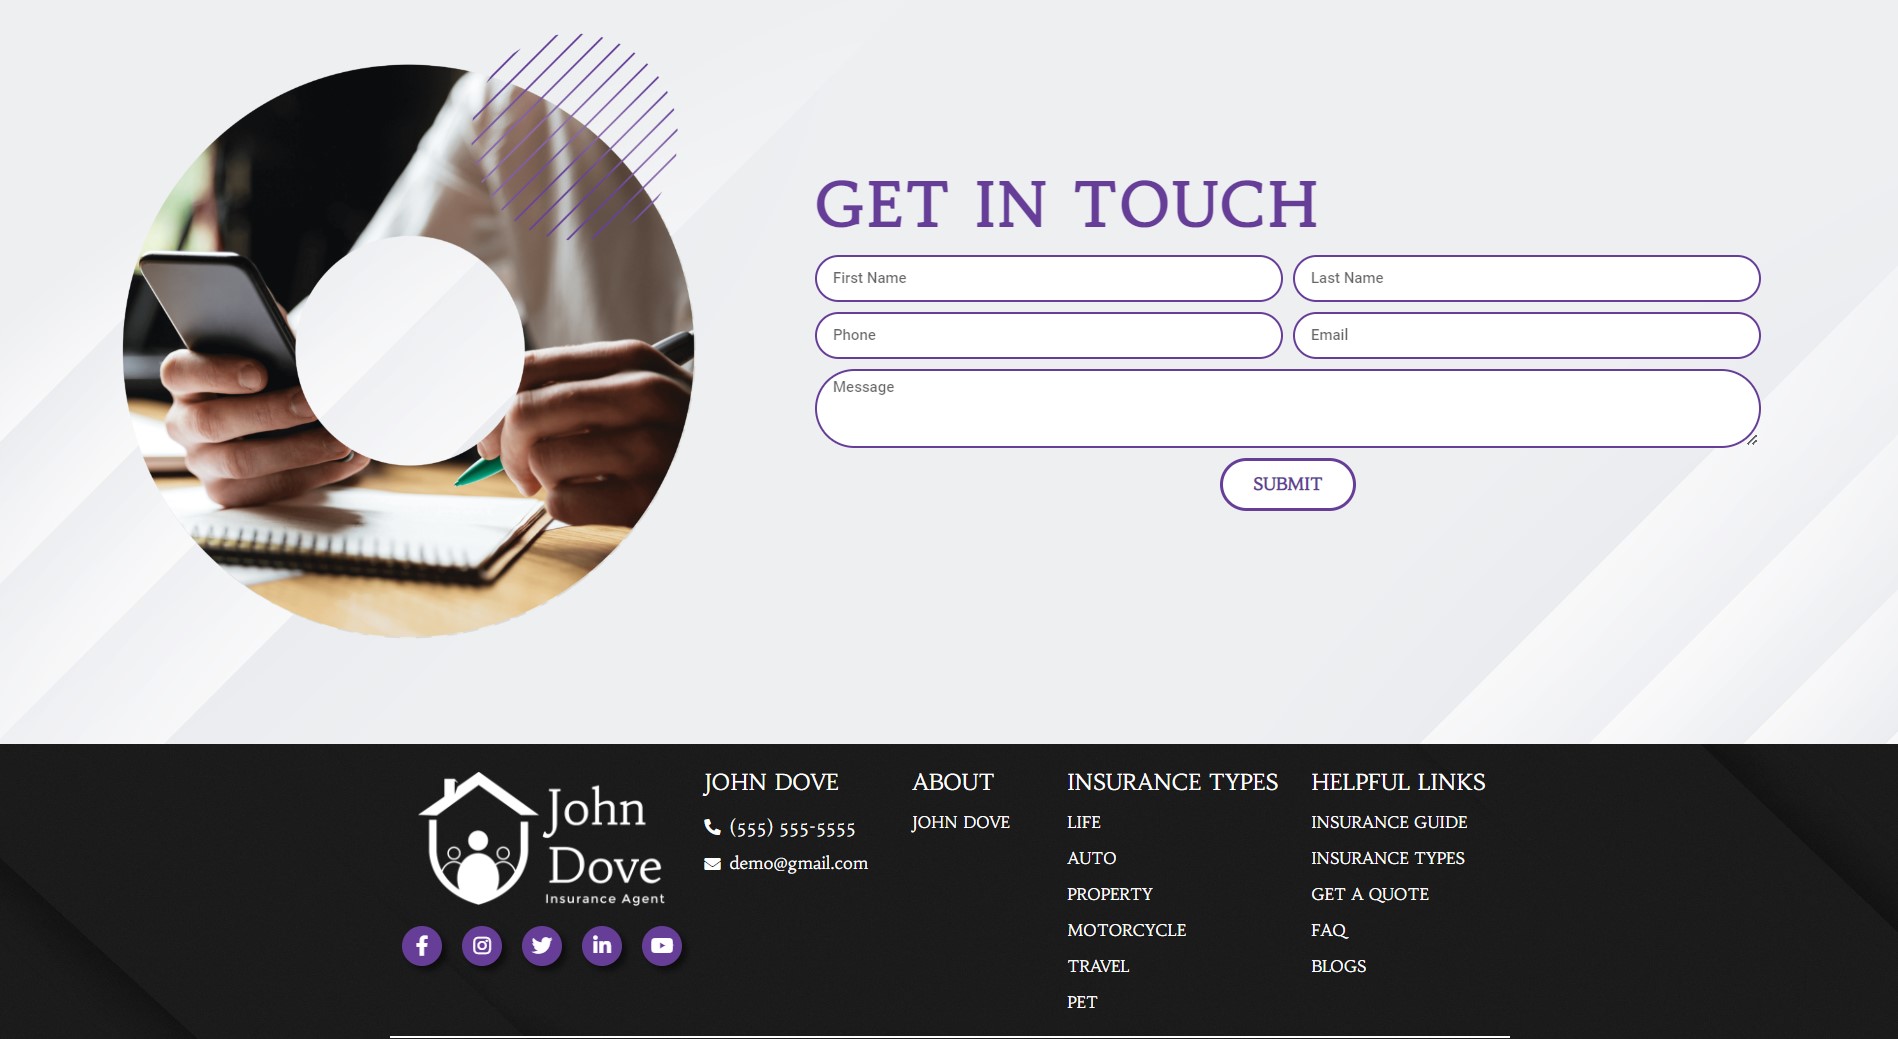 GET IN TOUCH
First Name
Last Name
Phone
Email
Message
SUBMIT
John
Dove
Insurance Agent
JOHN DOVE
(555) 555-5555
demo@gmail.com
ABOUT
JOHN DOVE
INSURANCE TYPES
LIFE
AUTO
PROPERTY
MOTORCYCLE
TRAVEL
PET
HELPFUL LINKS
INSURANCE GUIDE
INSURANCE TYPES
GET A QUOTE
FAQ
BLOGS